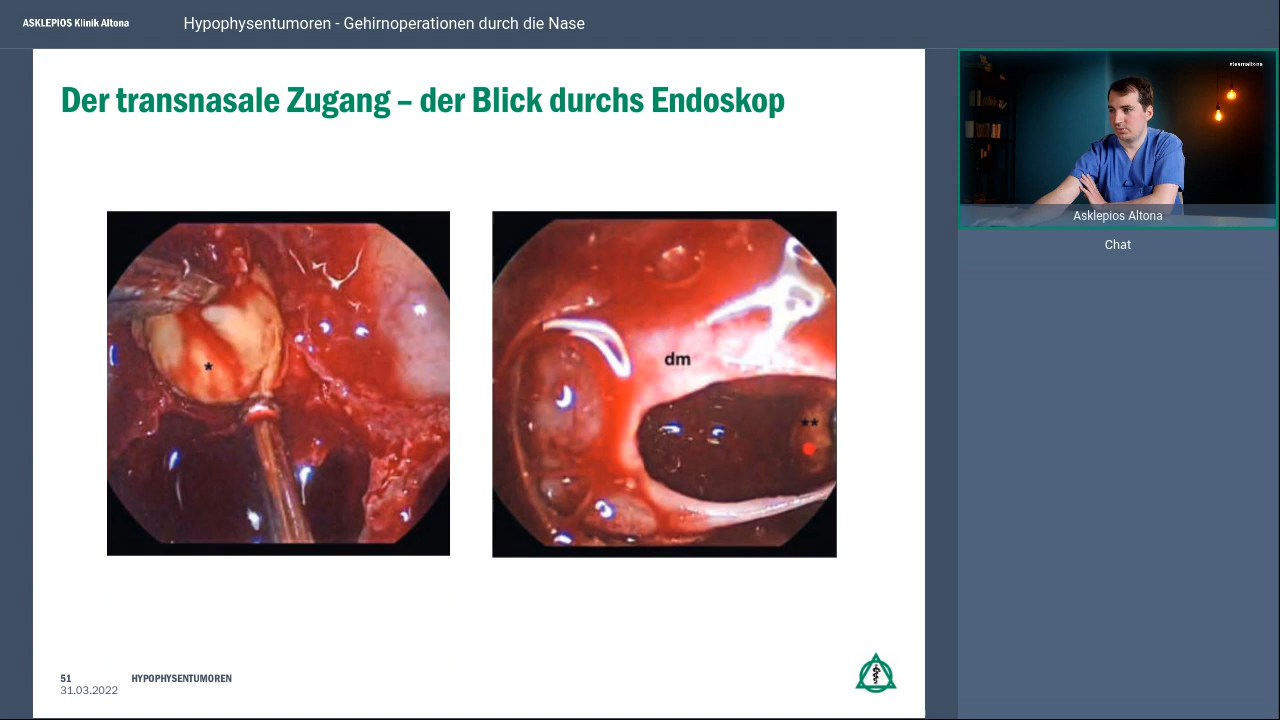 ASKLEPIOS Klinik Altona
Hypophysentumoren - Gehirnoperationen durch die Nase
Der transnasale Zugang – der Blick durchs Endoskop
*
dm
**
51 HYPOPHYSENTUMOREN
31.03.2022
#teamaltona
Asklepios Altona
Chat